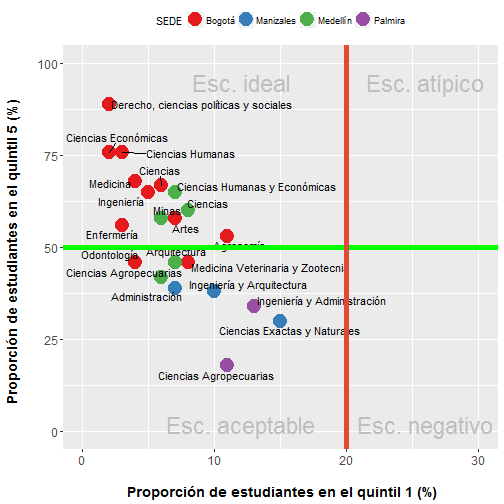 SEDE Bogotá Manizales Medellín Palmira
Proporción de estudiantes en el quintil 5 (%)
100
75
50
25
0
Esc. ideal
Esc. atípico
Derecho, ciencias políticas y sociales
Ciencias Económicas
Ciencias Humanas
Ciencias
Medicina
Ciencias Humanas y Económicas
Ingeniería
Minas
Ciencias
Artes
Enfermería
Agronomía
Odontología
Arquitectura
Medicina Veterinaria y Zootecnia
Ciencias Agropecuarias
Ingeniería y Arquitectura
Administración
Ingeniería y Administración
Ciencias Exactas y Naturales
Ciencias Agropecuarias
Esc. aceptable
Esc. negativo
0
10
20
30
Proporción de estudiantes en el quintil 1 (%)